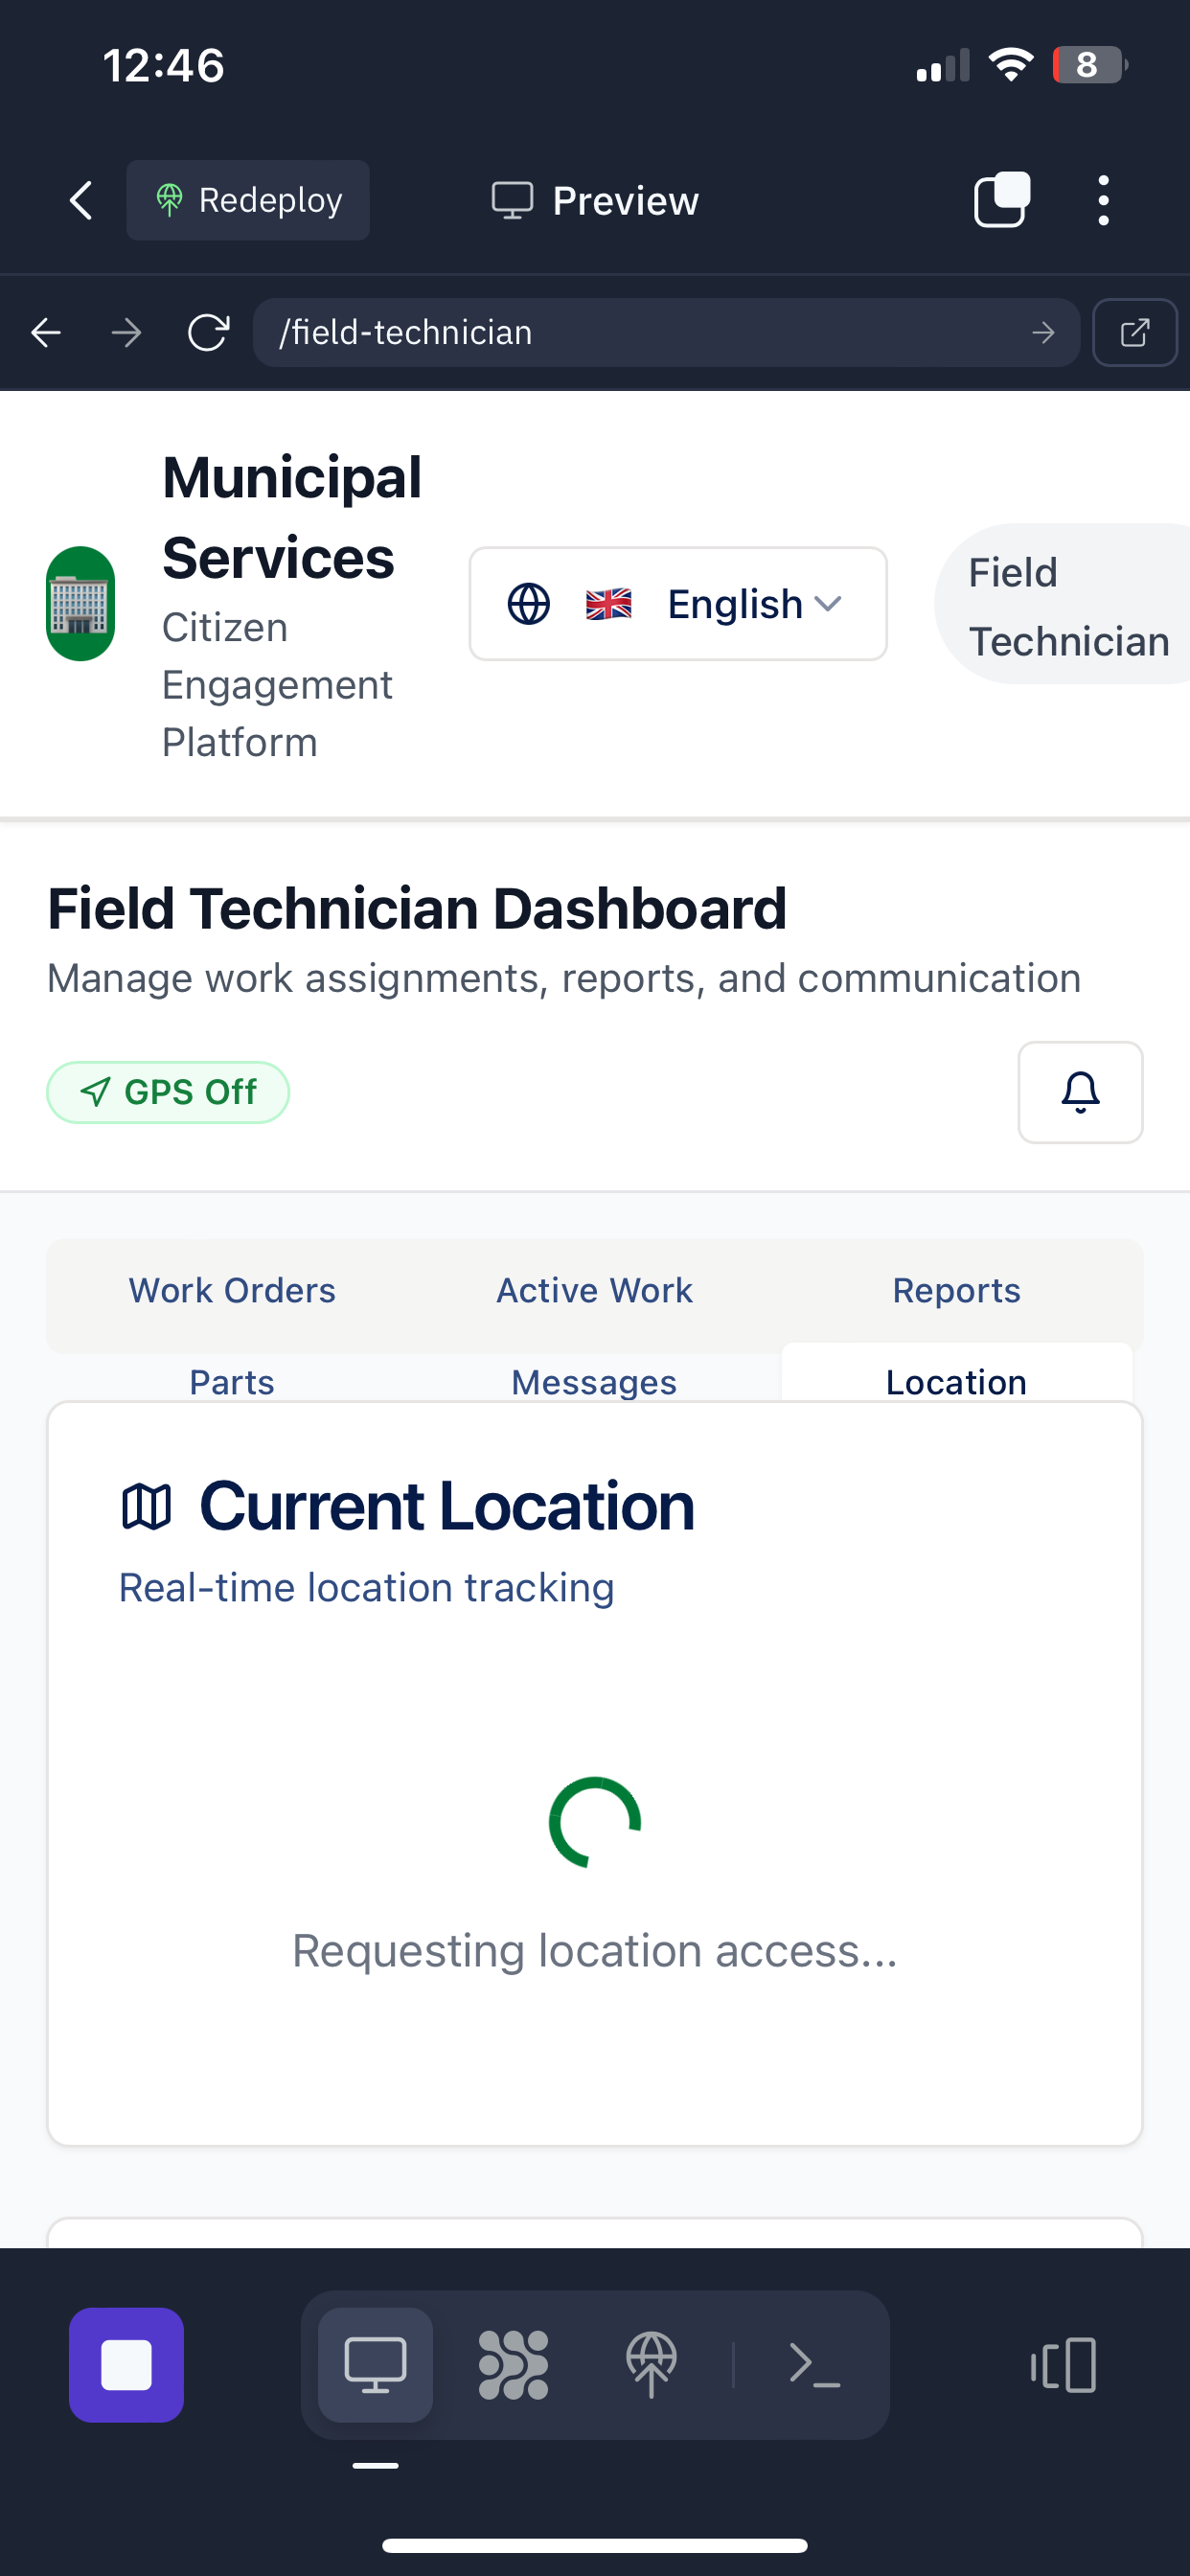 12:46
8
Redeploy
Preview
/field-technician
Municipal
Services
Citizen
Engagement
Platform
English
Field
Technician
Field Technician Dashboard
Manage work assignments, reports, and communication
GPS Off
Work Orders
Active Work
Reports
Parts
Messages
Location
Current Location
Real-time location tracking
Requesting location access...